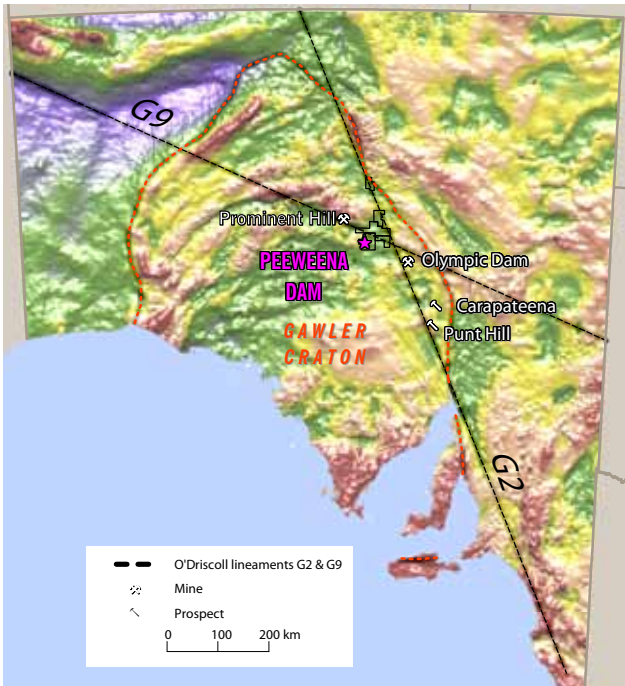 G9
Prominent Hill
PEEWEENA
DAM
Olympic Dam
Carapateena
Punt Hill
GAWLER
CRATON
G2
O'Driscoll lineaments G2 & G9
Mine
Prospect
0 100 200 km